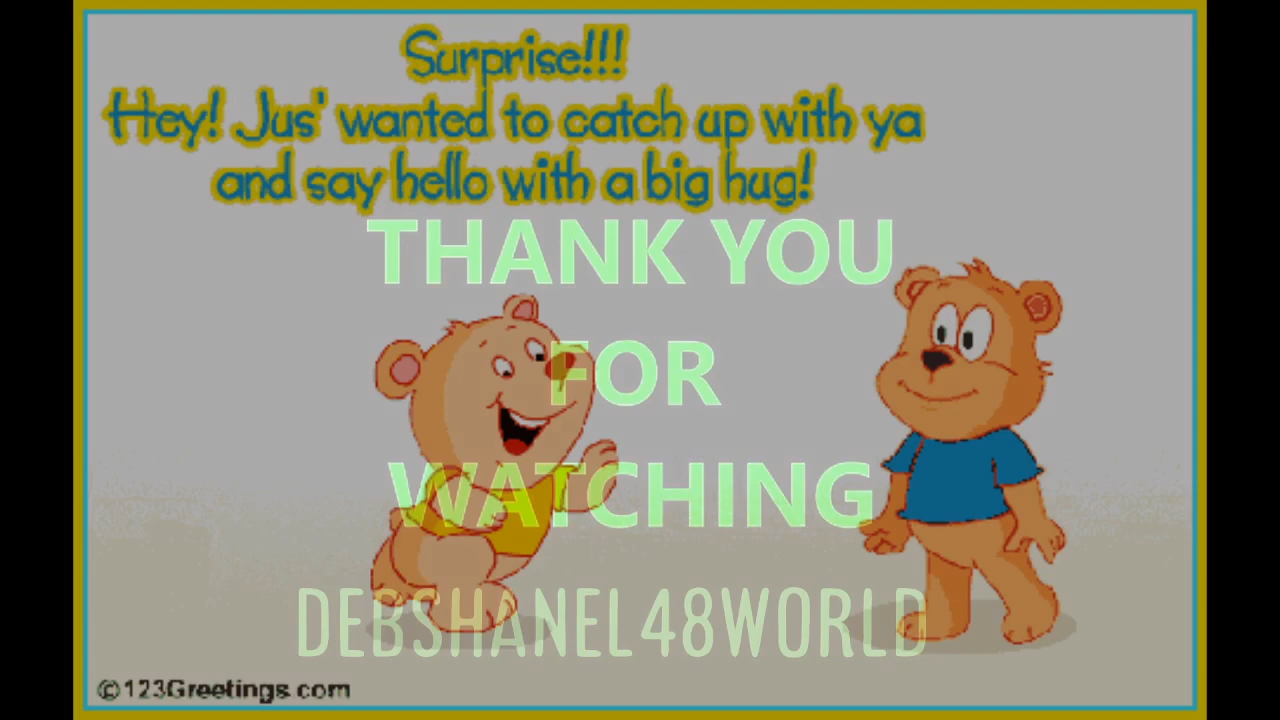 Surprise!!!
Hey! Jus' wanted to catch up with ya
and say hello with a big hug!
THANK YOU
FOR
WATCHING
DEBSHANEL48WORLD
©123Greetings.com